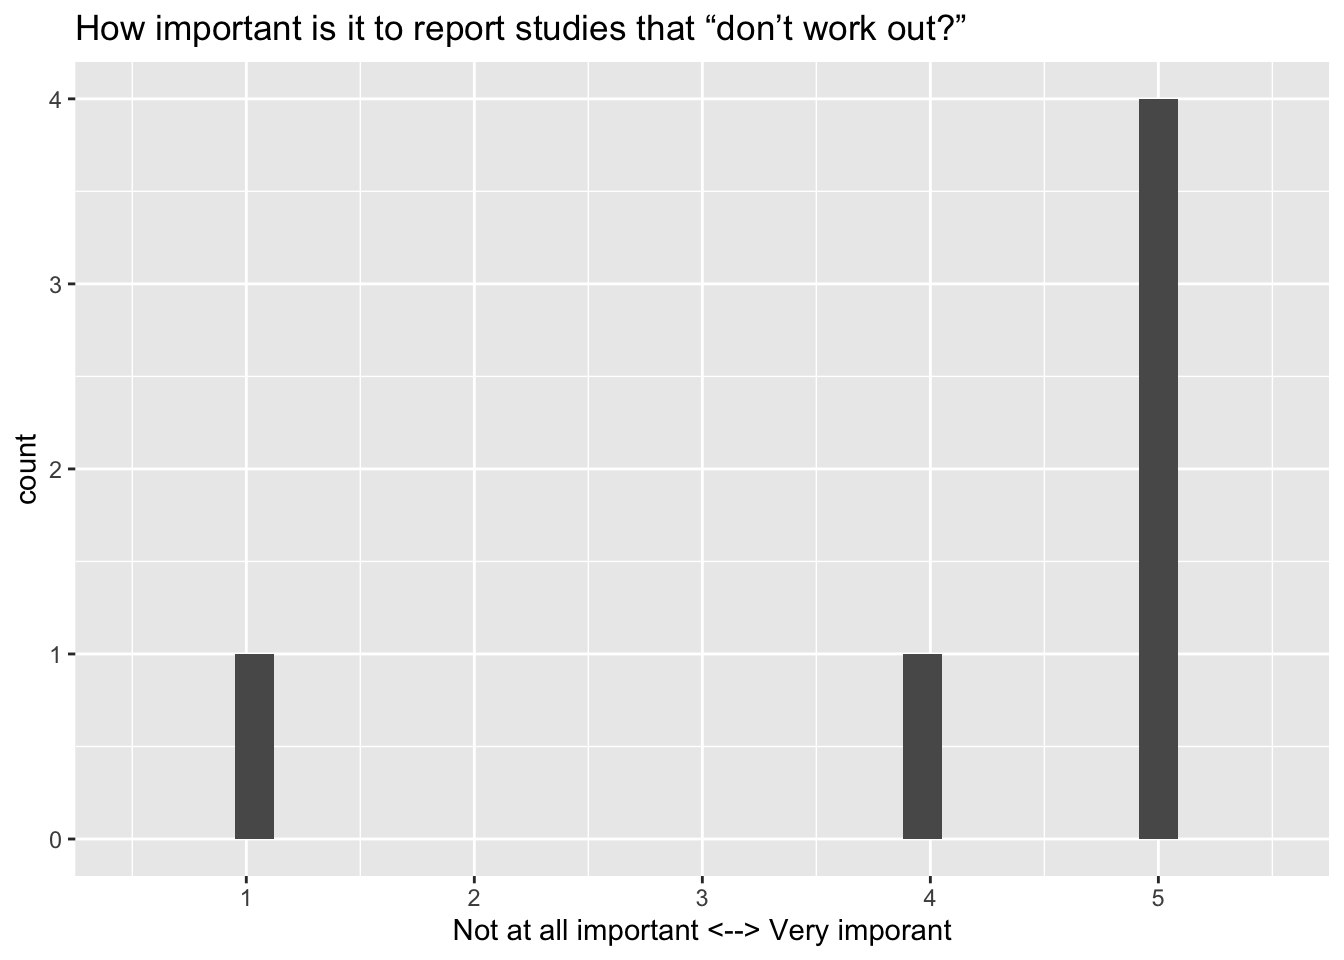 How important is it to report studies that “don’t work out?”
4
3
2
1
0
count
1 2 3 4 5
Not at all important <--> Very imporant